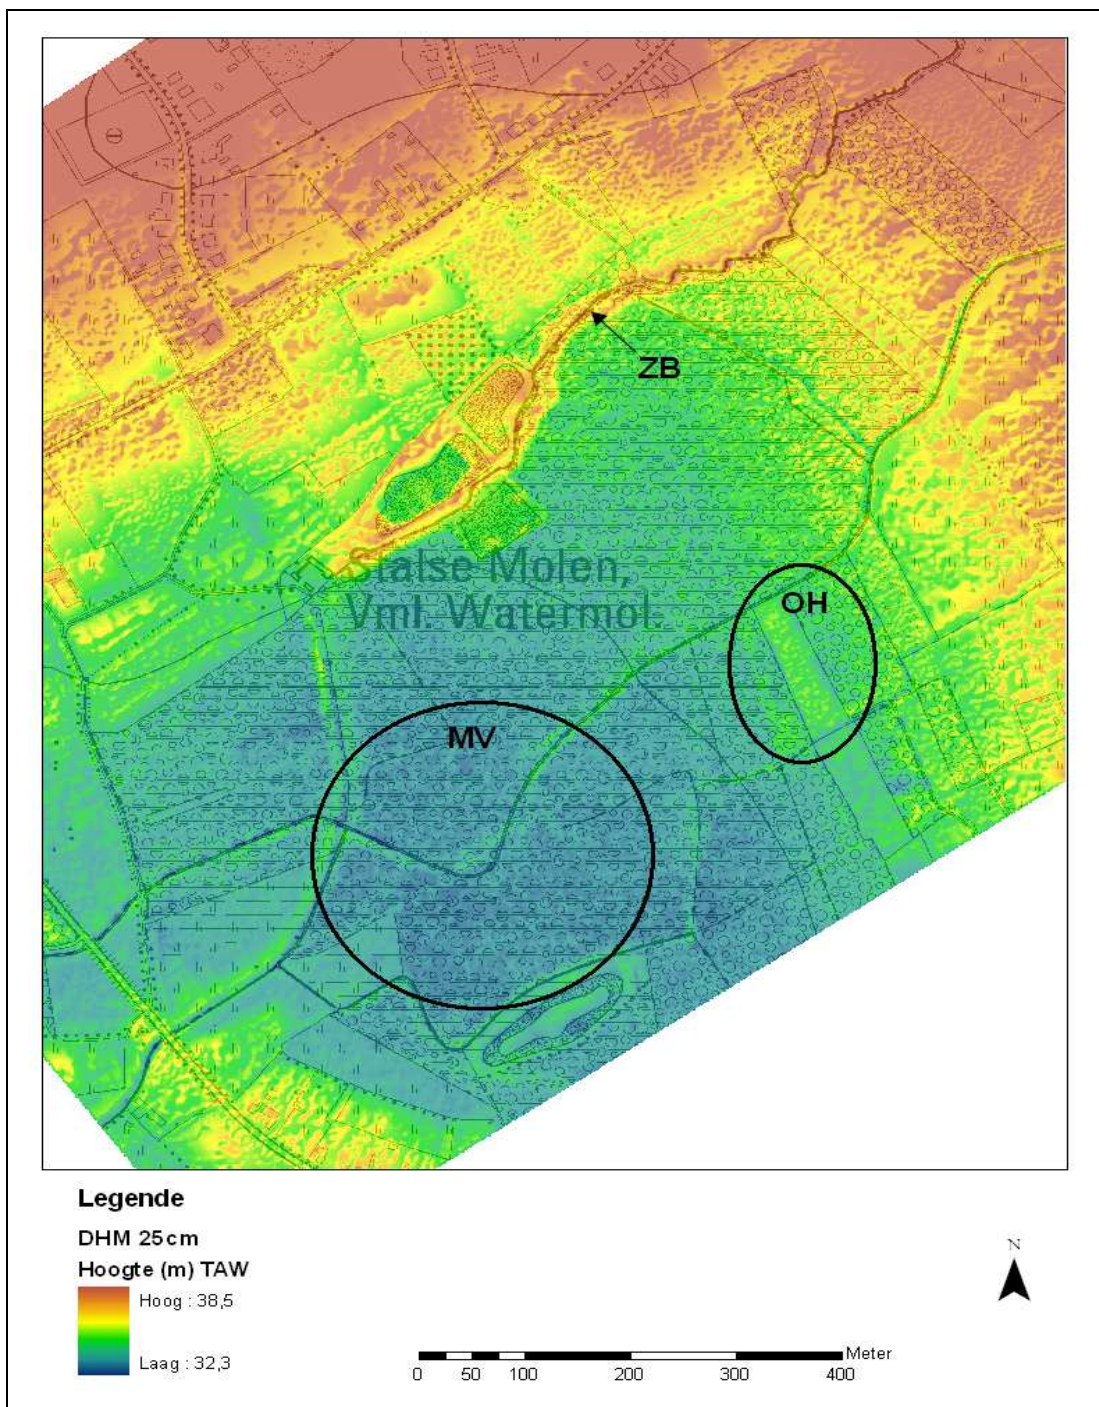 ZB
Stalse Molen,
Vml. Watermol.
OH
MV
Legende
DHM 25cm
Hoogte (m) TAW
Hoog : 38,5
Laag : 32,3
N
Meter
0 50 100 200 300 400